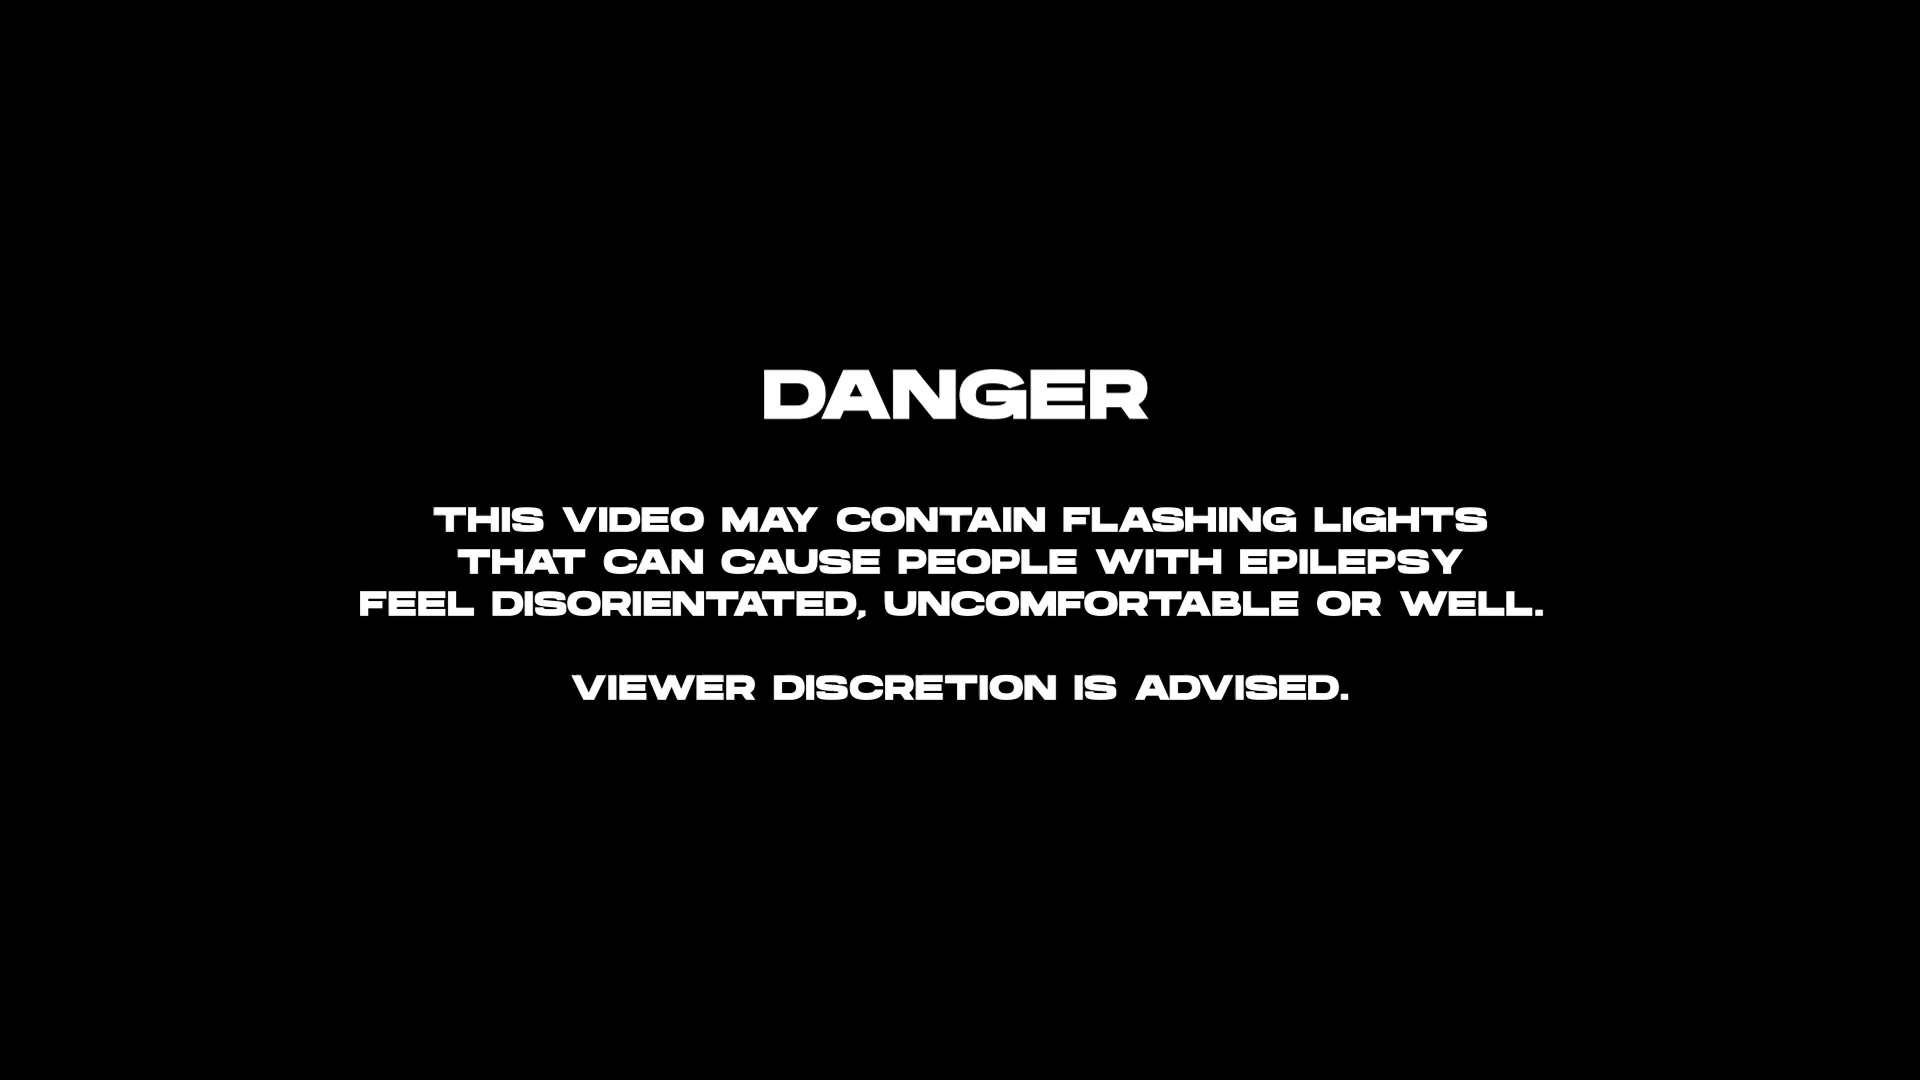 DANGER
THIS VIDEO MAY CONTAIN FLASHING LIGHTS
THAT CAN CAUSE PEOPLE WITH EPILEPSY
FEEL DISORIENTATED, UNCOMFORTABLE OR WELL.
VIEWER DISCRETION IS ADVISED.